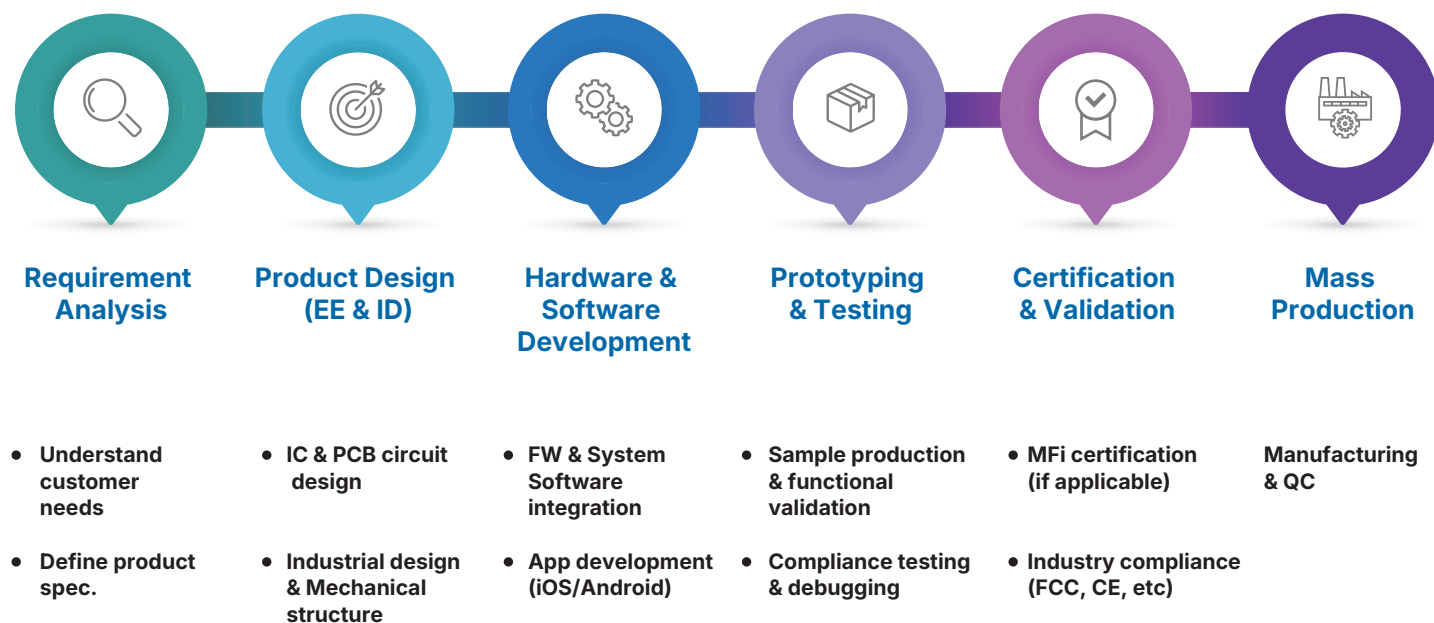 Requirement
Analysis
Product Design
(EE & ID)
Hardware &
Software
Development
Prototyping
& Testing
Certification
& Validation
Mass
Production
• Understand
customer
needs
• Define product
spec.
• IC & PCB circuit
design
• Industrial design
& Mechanical
structure
• FW & System
Software
integration
• App development
(iOS/Android)
• Sample production
& functional
validation
• Compliance testing
& debugging
• MFi certification
(if applicable)
• Industry compliance
(FCC, CE, etc)
Manufacturing
& QC